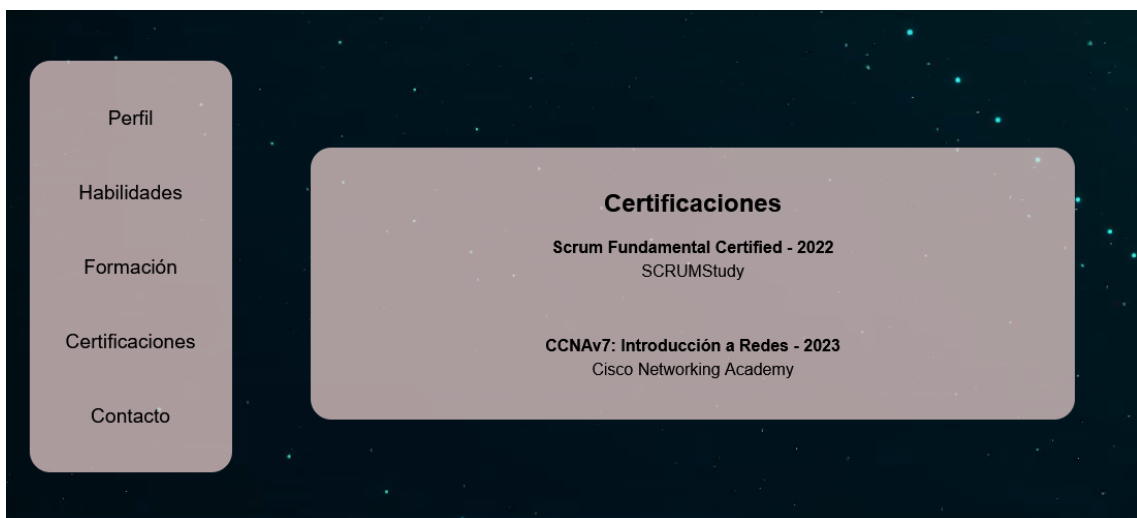 Perfil
Habilidades
Formación
Certificaciones
Contacto
Certificaciones
Scrum Fundamental Certified - 2022
SCRUMStudy
CCNAv7: Introducción a Redes - 2023
Cisco Networking Academy